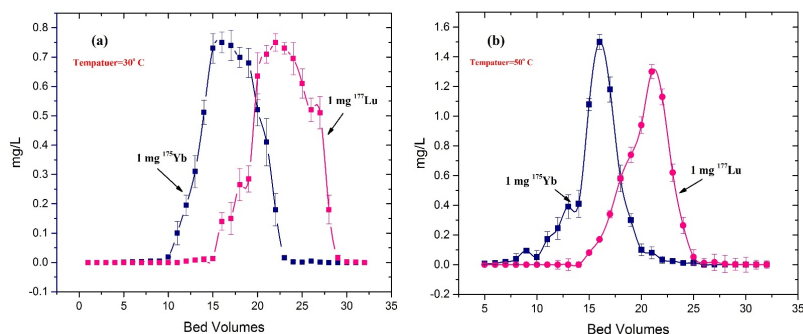 (a)
Tempatuer=30° C
1 mg ¹⁷⁷Lu
1 mg ¹⁷⁵Yb
mg/L
0.8
0.7
0.6
0.5
0.4
0.3
0.2
0.1
0.0
-0.1
0 5 10 15 20 25 30 35
Bed Volumes
(b)
Tempatuer=50° C
1 mg ¹⁷⁵Yb
1 mg ¹⁷⁷Lu
mg/L
1.6
1.4
1.2
1.0
0.8
0.6
0.4
0.2
0.0
-0.2
5 10 15 20 25 30 35
Bed Volumes